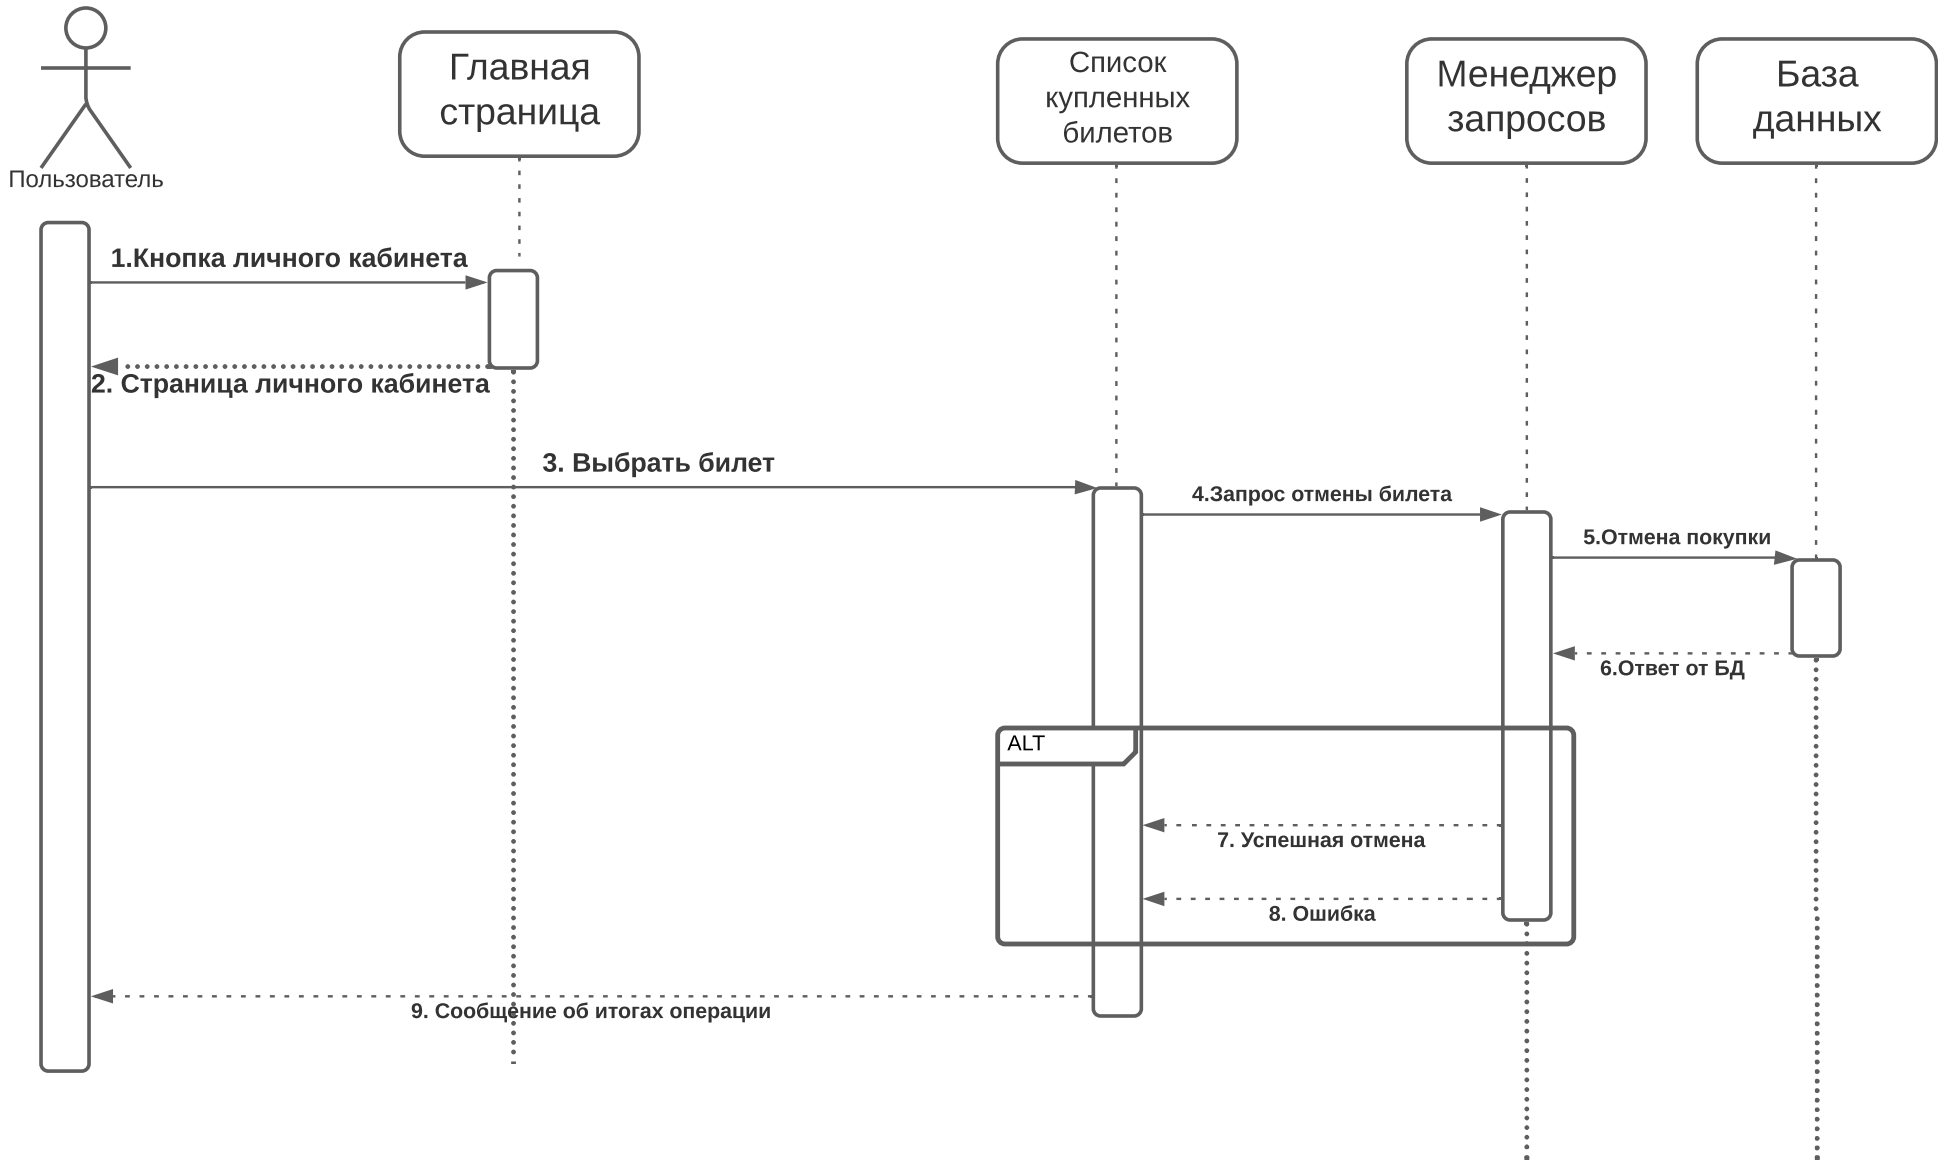 Пользователь
Главная
страница
Список
купленных
билетов
Менеджер
запросов
База
данных
1.Кнопка личного кабинета
2. Страница личного кабинета
3. Выбрать билет
4.Запрос отмены билета
5.Отмена покупки
6.Ответ от БД
ALT
7. Успешная отмена
8. Ошибка
9. Сообщение об итогах операции